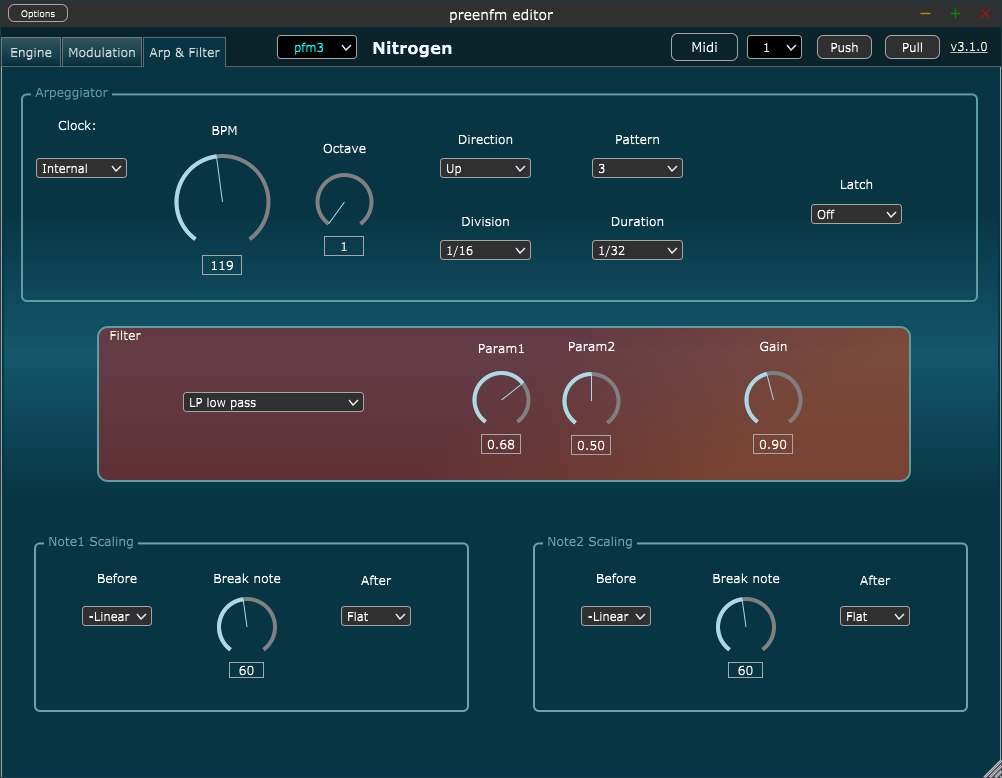 Options
preenfm editor
Engine
Modulation
Arp & Filter
pfm3
Nitrogen
Midi
1
Push
Pull
v3.1.0
Arpeggiator
Clock:
Internal
BPM
119
Octave
1
Direction
Up
Pattern
3
Division
1/16
Duration
1/32
Latch
Off
Filter
LP low pass
Param1
0.68
Param2
0.50
Gain
0.90
Note1 Scaling
Before
-Linear
Break note
60
After
Flat
Note2 Scaling
Before
-Linear
Break note
60
After
Flat